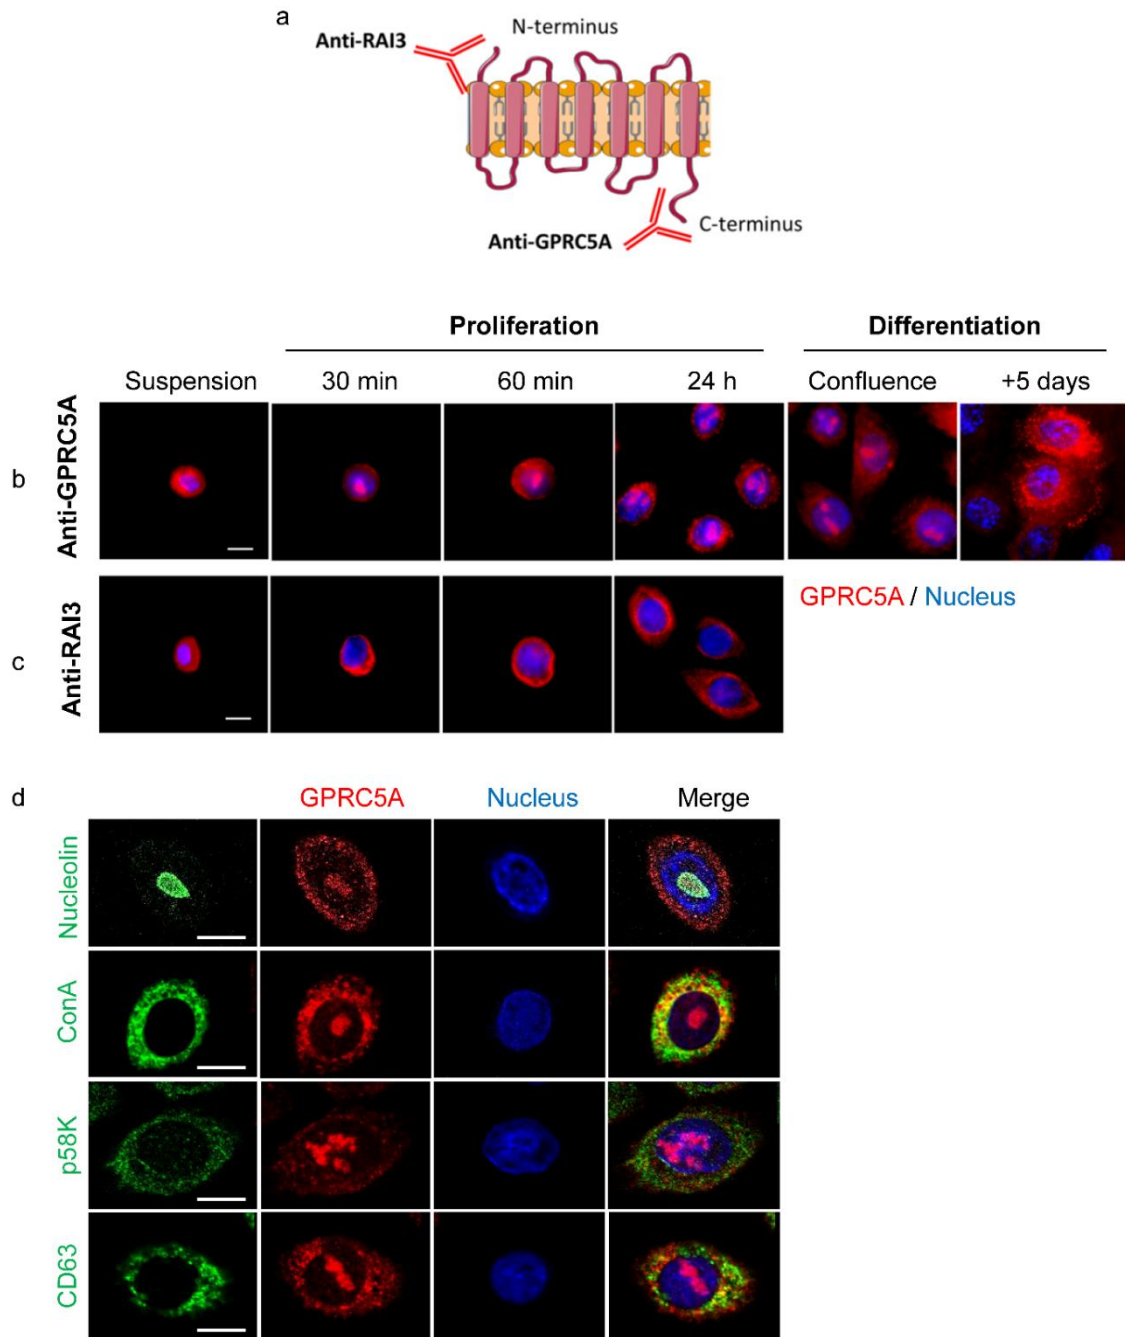 a
Anti-RAI3
N-terminus
Anti-GPRC5A
C-terminus
Proliferation
Differentiation
Suspension
30 min
60 min
24 h
Confluence
+5 days
b
Anti-GPRC5A
c
Anti-RAI3
GPRC5A / Nucleus
d
GPRC5A
Nucleus
Merge
Nucleolin
ConA
p58K
CD63